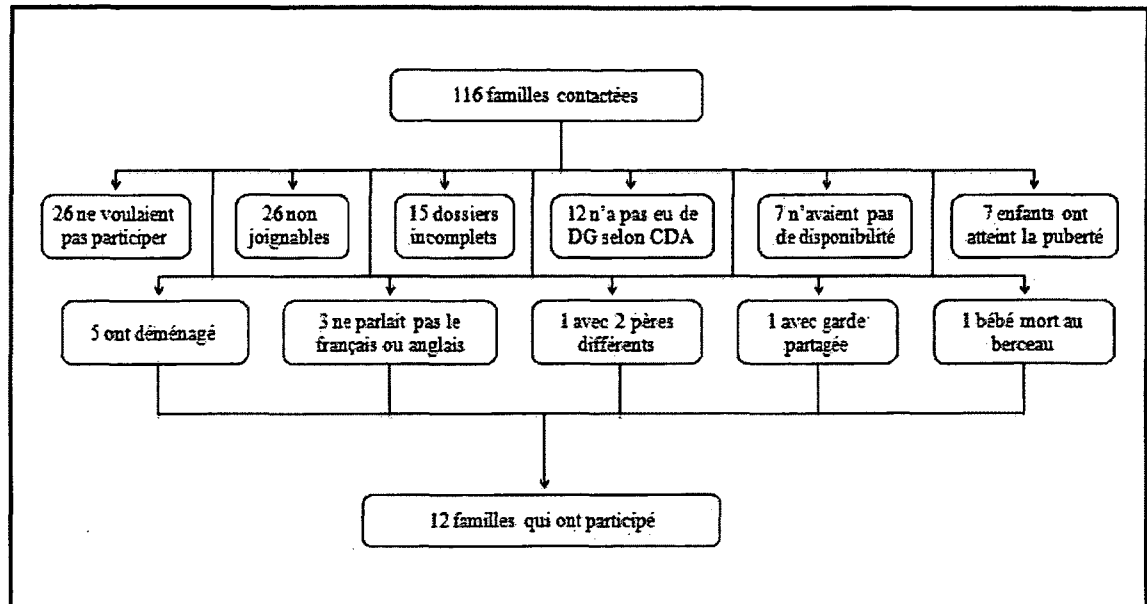 116 familles contactées
26 ne voulaient
pas participer
26 non
joignables
15 dossiers
incomplets
12 n'a pas eu de
DG selon CDA
7 n'avaient pas
de disponibilité
7 enfants ont
atteint la puberté
5 ont déménagé
3 ne parlait pas le
français ou anglais
1 avec 2 pères
différents
1 avec garde
partagée
1 bébé mort au
berceau
12 familles qui ont participé